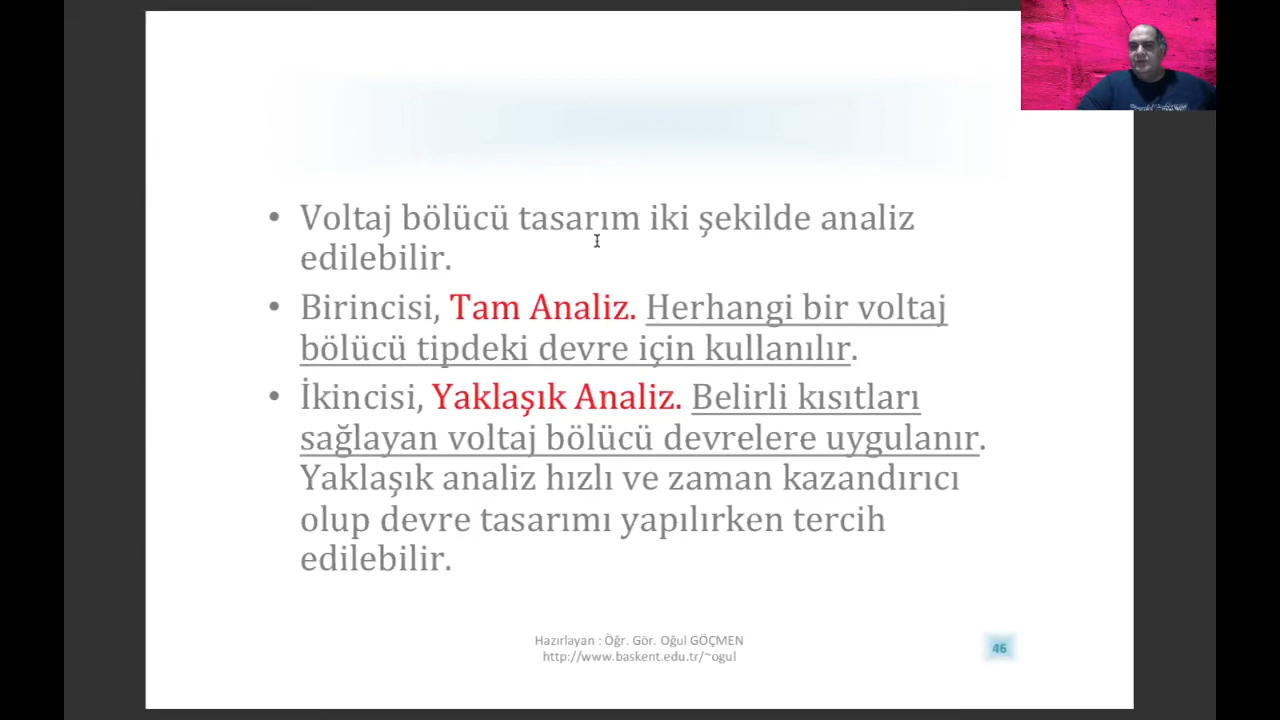 • Voltaj bölücü tasarım iki şekilde analiz
edilebilir.
• Birincisi, Tam Analiz. Herhangi bir voltaj
bölücü tipdeki devre için kullanılır.
• İkincisi, Yaklaşık Analiz. Belirli kısıtları
sağlayan voltaj bölücü devrelere uygulanır.
Yaklaşık analiz hızlı ve zaman kazandırıcı
olup devre tasarımı yapılırken tercih
edilebilir.
Hazırlayan : Öğr. Gör. Oğul GÖÇMEN
http://www.baskent.edu.tr/~ogul
46